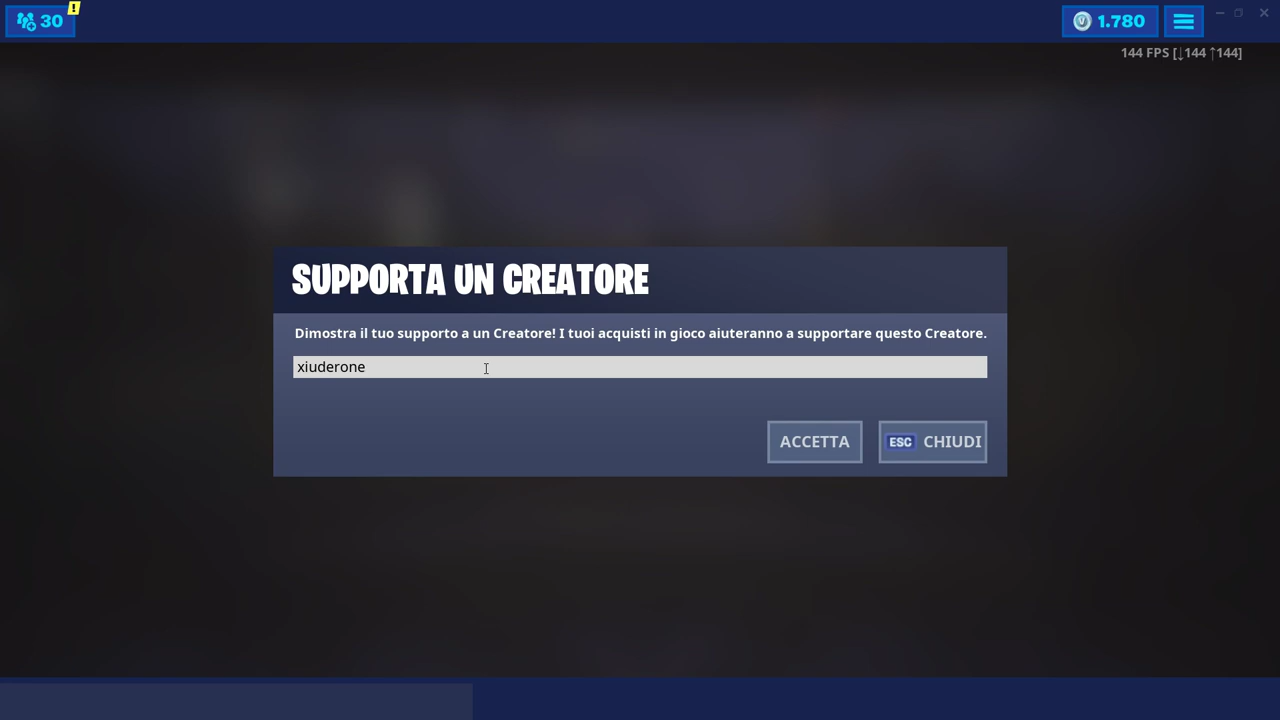 30
!
1.780
144 FPS [↓144 ↑144]
SUPPORTA UN CREATORE
Dimostra il tuo supporto a un Creatore! I tuoi acquisti in gioco aiuteranno a supportare questo Creatore.
xiuderone
ACCETTA
ESC CHIUDI